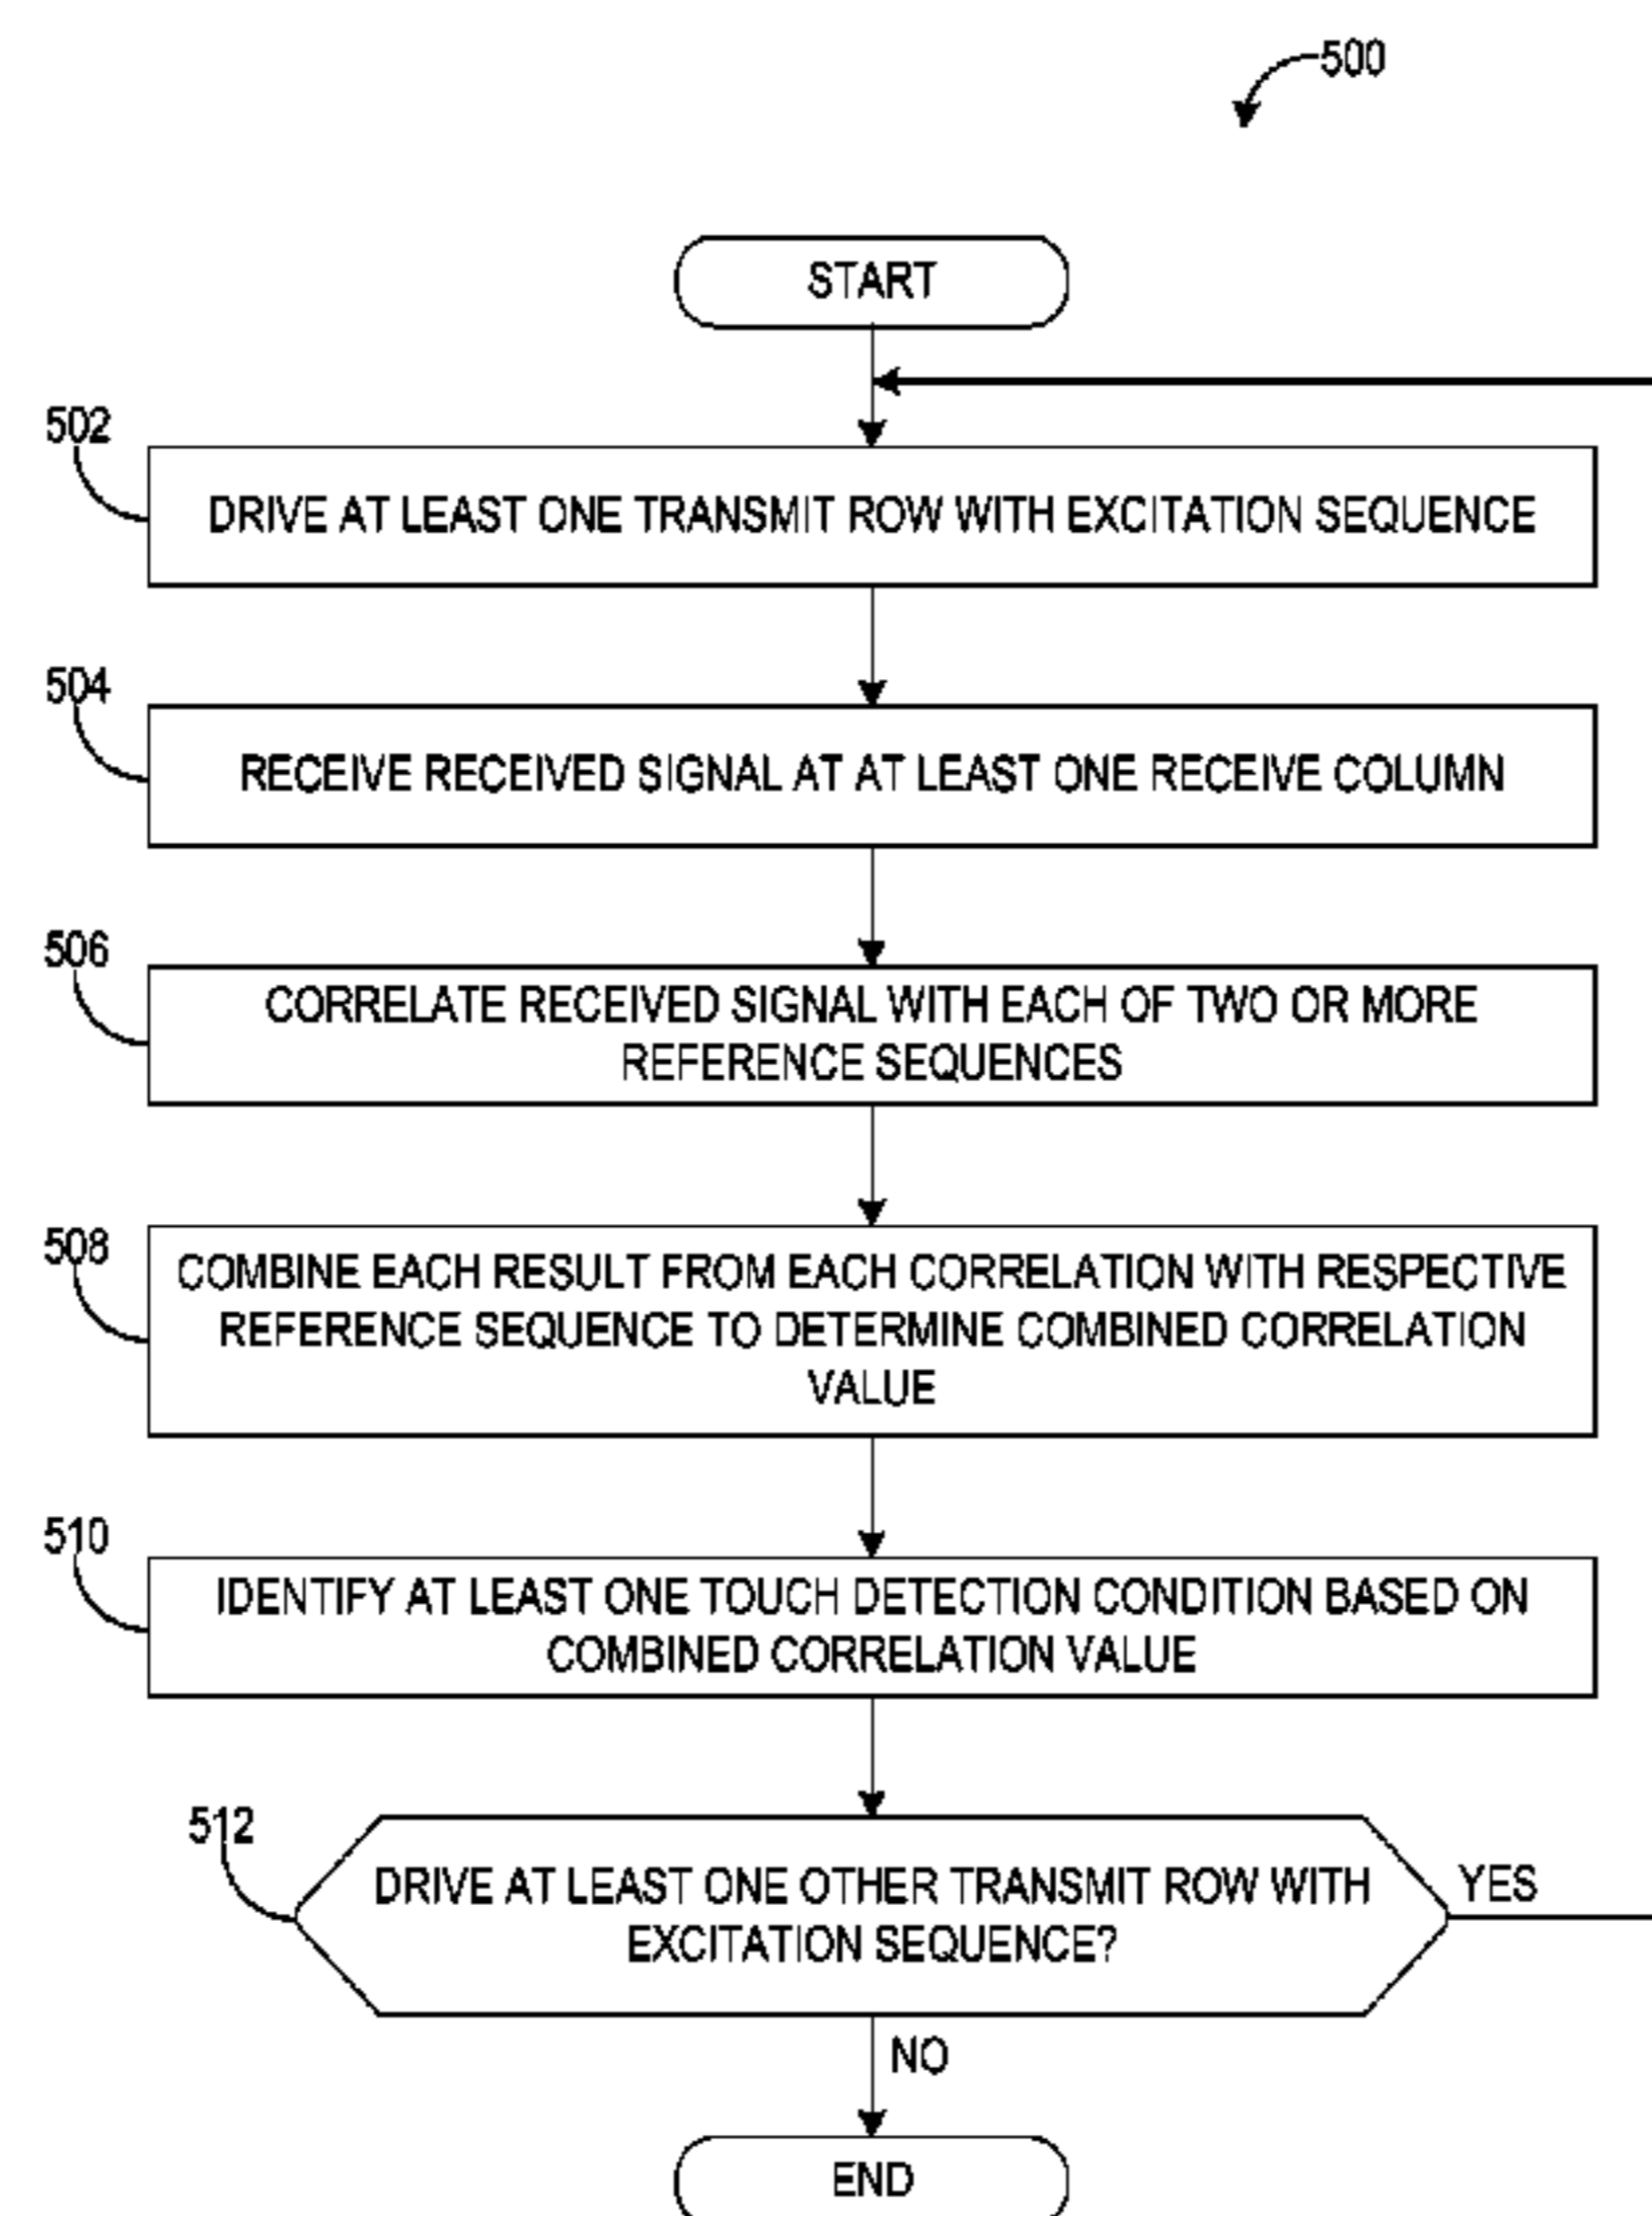 500
START
502
DRIVE AT LEAST ONE TRANSMIT ROW WITH EXCITATION SEQUENCE
504
RECEIVE RECEIVED SIGNAL AT AT LEAST ONE RECEIVE COLUMN
506
CORRELATE RECEIVED SIGNAL WITH EACH OF TWO OR MORE
REFERENCE SEQUENCES
508
COMBINE EACH RESULT FROM EACH CORRELATION WITH RESPECTIVE
REFERENCE SEQUENCE TO DETERMINE COMBINED CORRELATION
VALUE
510
IDENTIFY AT LEAST ONE TOUCH DETECTION CONDITION BASED ON
COMBINED CORRELATION VALUE
512
DRIVE AT LEAST ONE OTHER TRANSMIT ROW WITH
EXCITATION SEQUENCE?
YES
NO
END